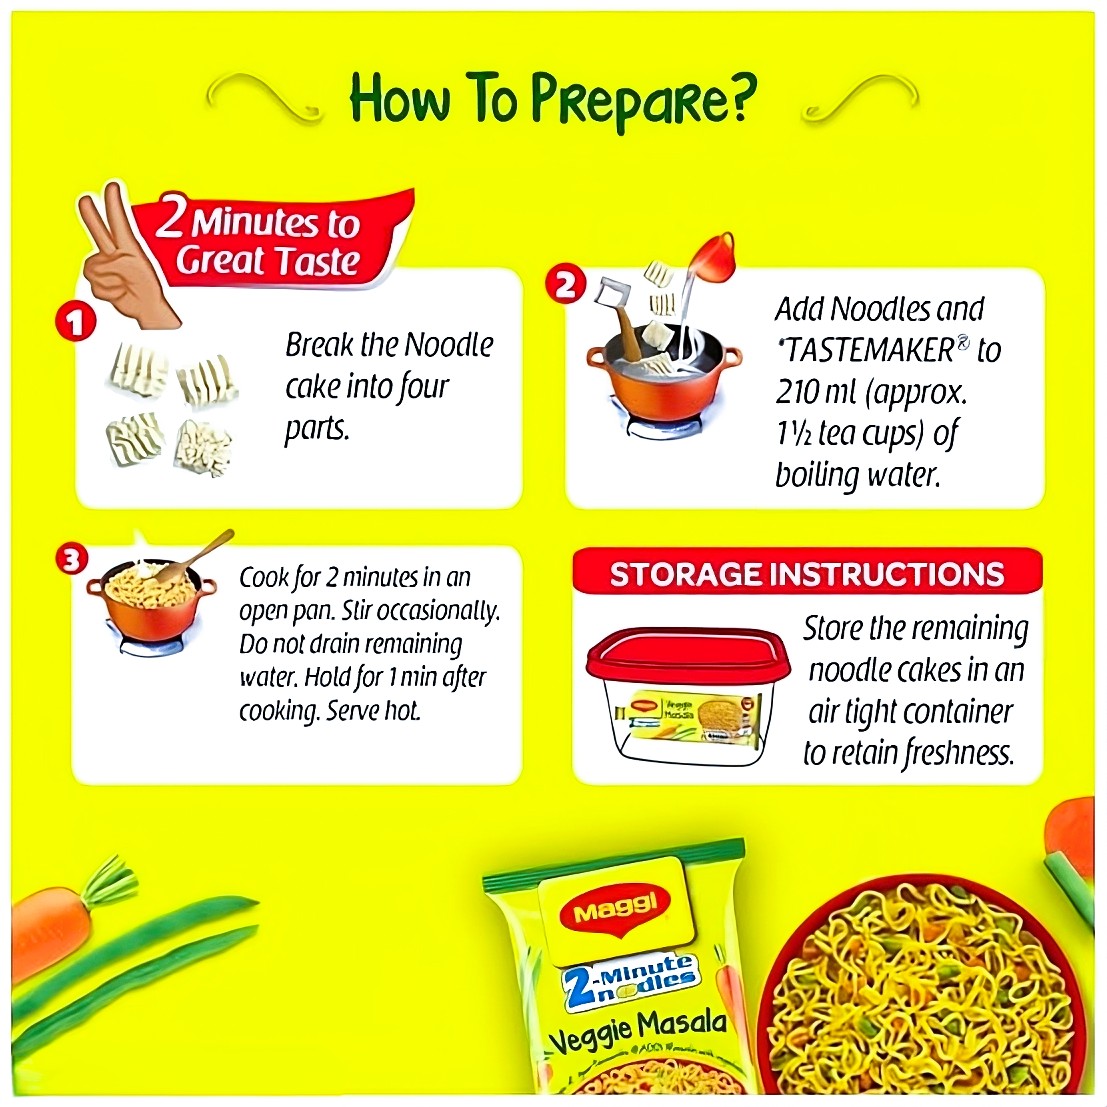 How To Prepare?
2 Minutes to
Great Taste
1
Break the Noodle
cake into four
parts.
2
Add Noodles and
*TASTEMAKER® to
210 ml (approx.
1½ tea cups) of
boiling water.
3
Cook for 2 minutes in an
open pan. Stir occasionally.
Do not drain remaining
water. Hold for 1 min after
cooking. Serve hot.
STORAGE INSTRUCTIONS
Store the remaining
noodle cakes in an
air tight container
to retain freshness.
Maggi
Veggie
Masala
Maggi
2-Minute
noodles
Veggie Masala